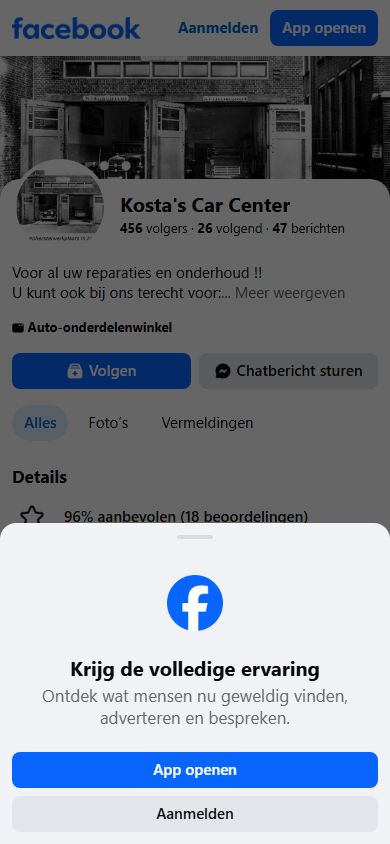 facebook
Aanmelden
App openen
Kosta's Car Center
456 volgers · 26 volgend · 47 berichten
Voor al uw reparaties en onderhoud !!
U kunt ook bij ons terecht voor:... Meer weergeven
Auto-onderdelenwinkel
Volgen
Chatbericht sturen
Alles
Foto's
Vermeldingen
Details
96% aanbevolen (18 beoordelingen)
Krijg de volledige ervaring
Ontdek wat mensen nu geweldig vinden,
adverteren en bespreken.
App openen
Aanmelden